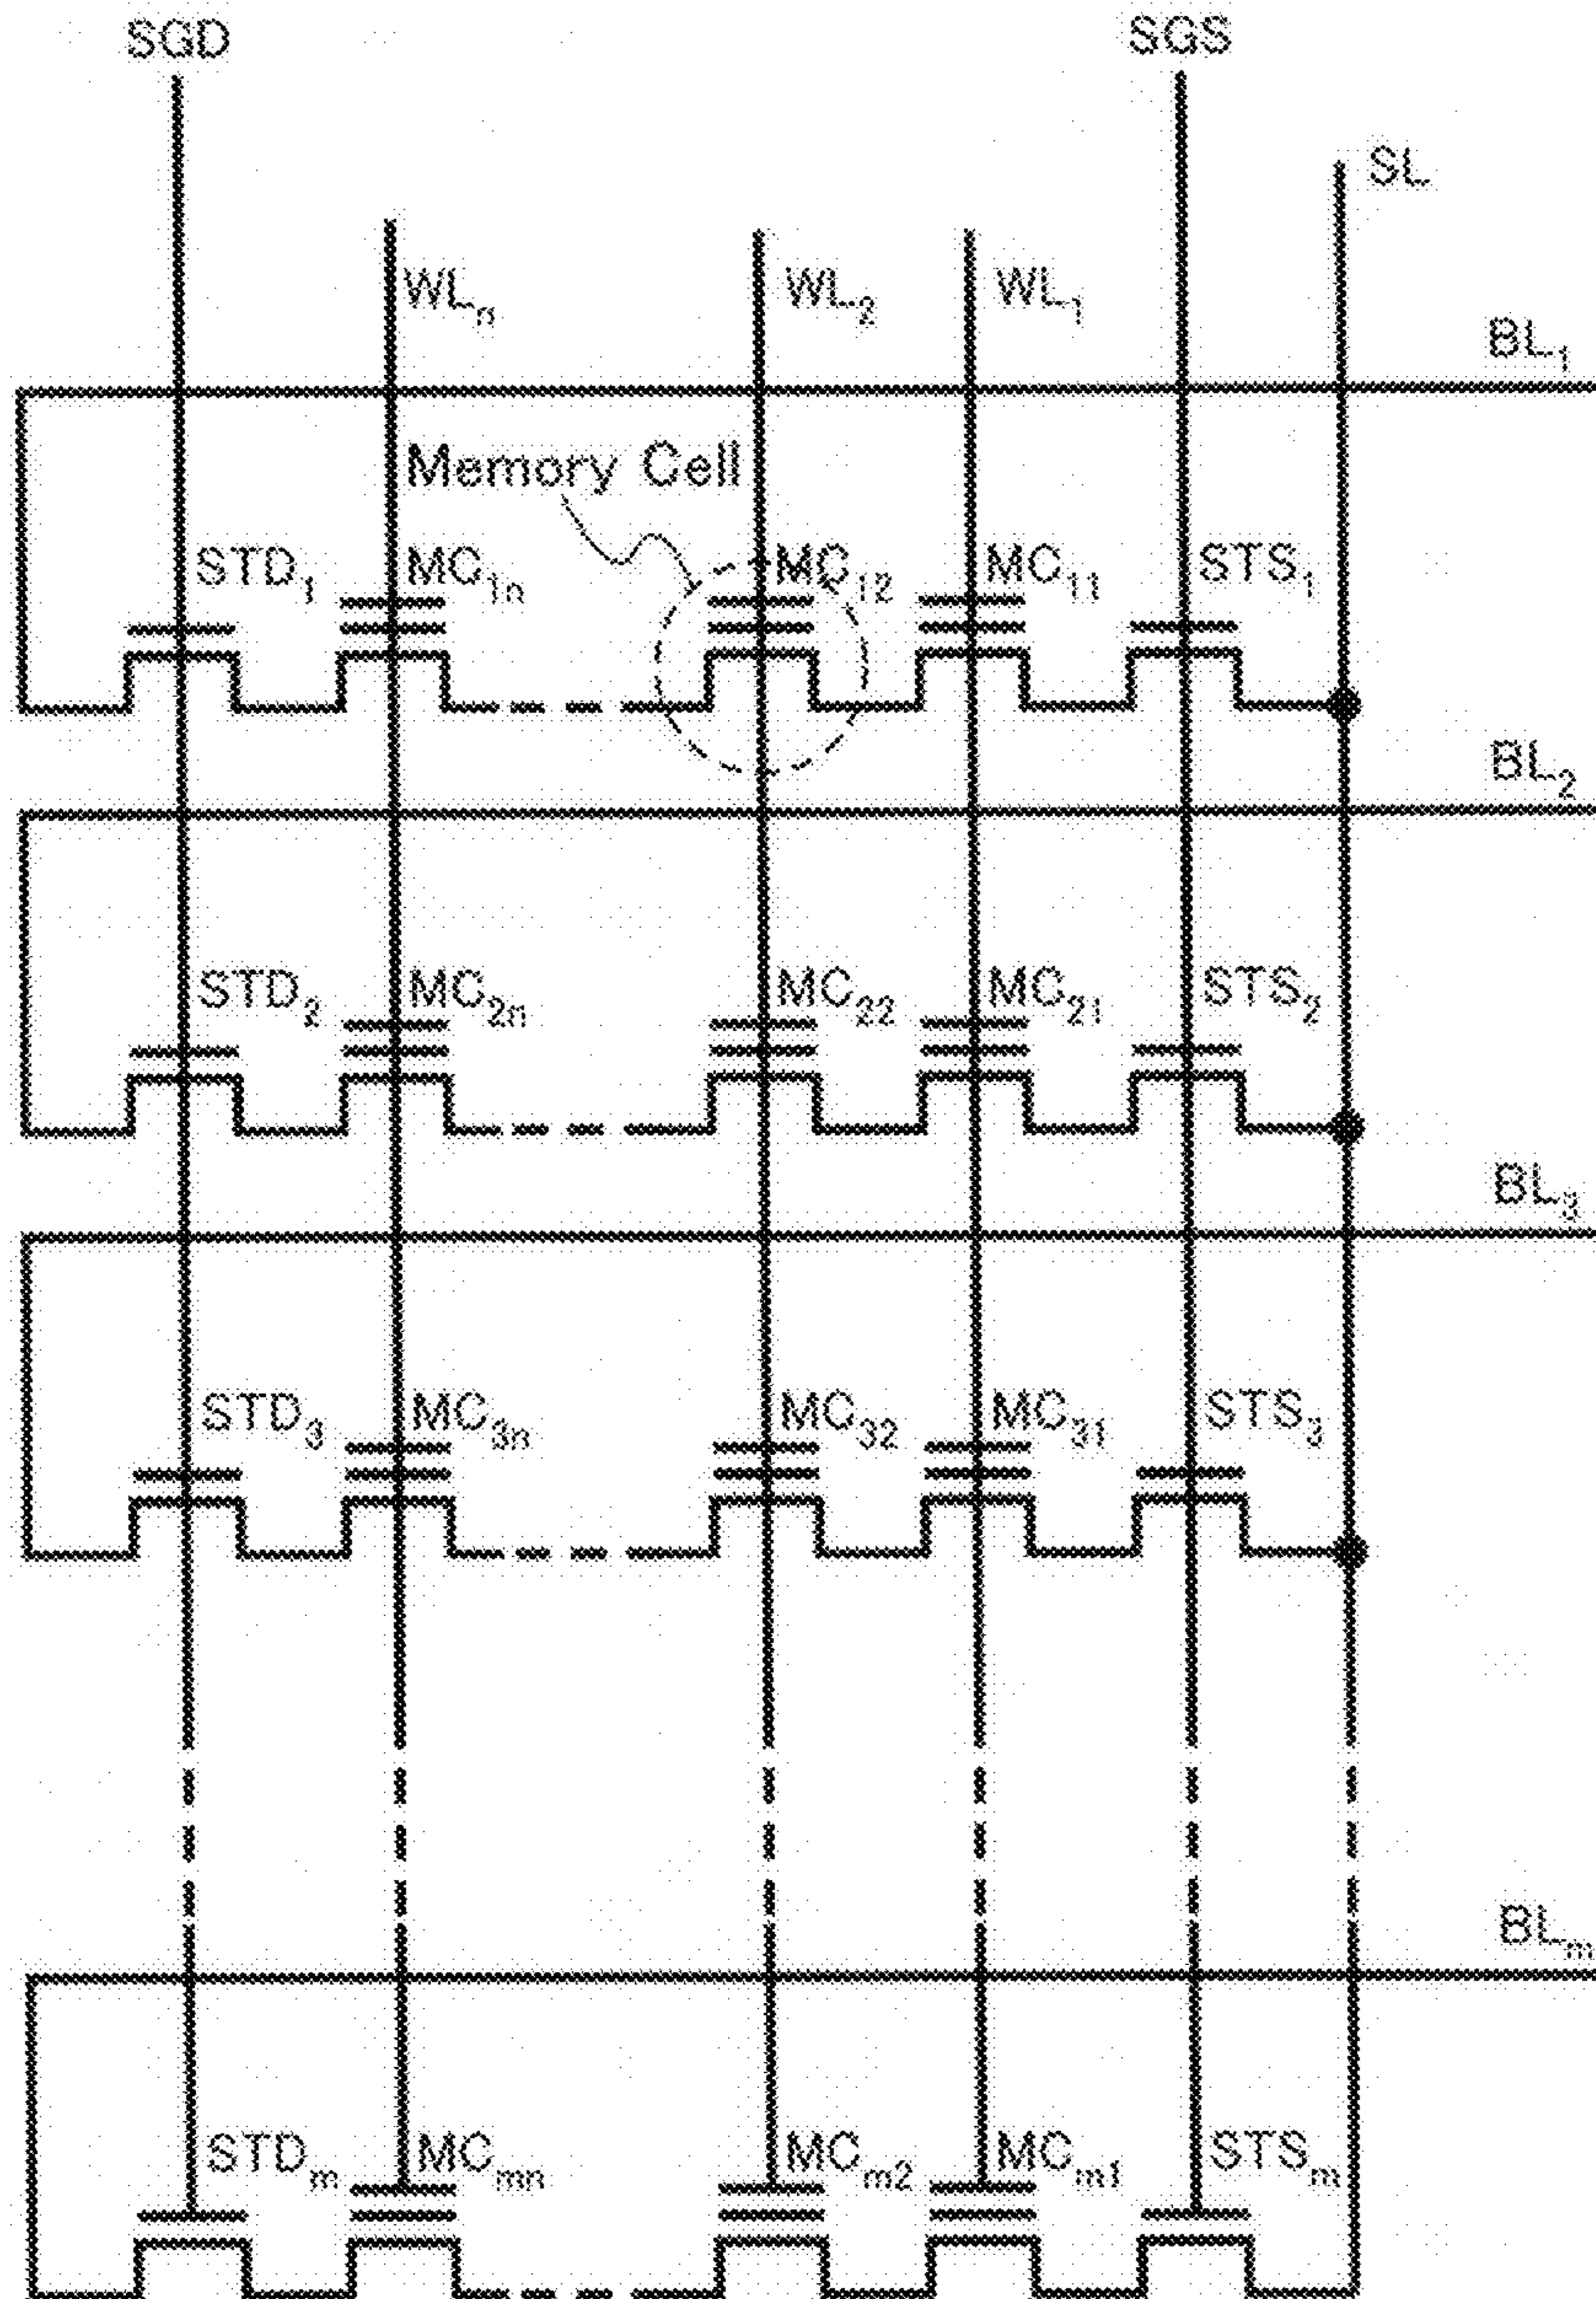 SGD SGS
SL
WLn WL2 WL1
BL1
Memory Cell
STD1 MC1n MC12 MC11 STS1
BL2
STD2 MC2n MC22 MC21 STS2
BL3
STD3 MC3n MC32 MC31 STS3
BLm
STDm MCmn MCm2 MCm1 STSm